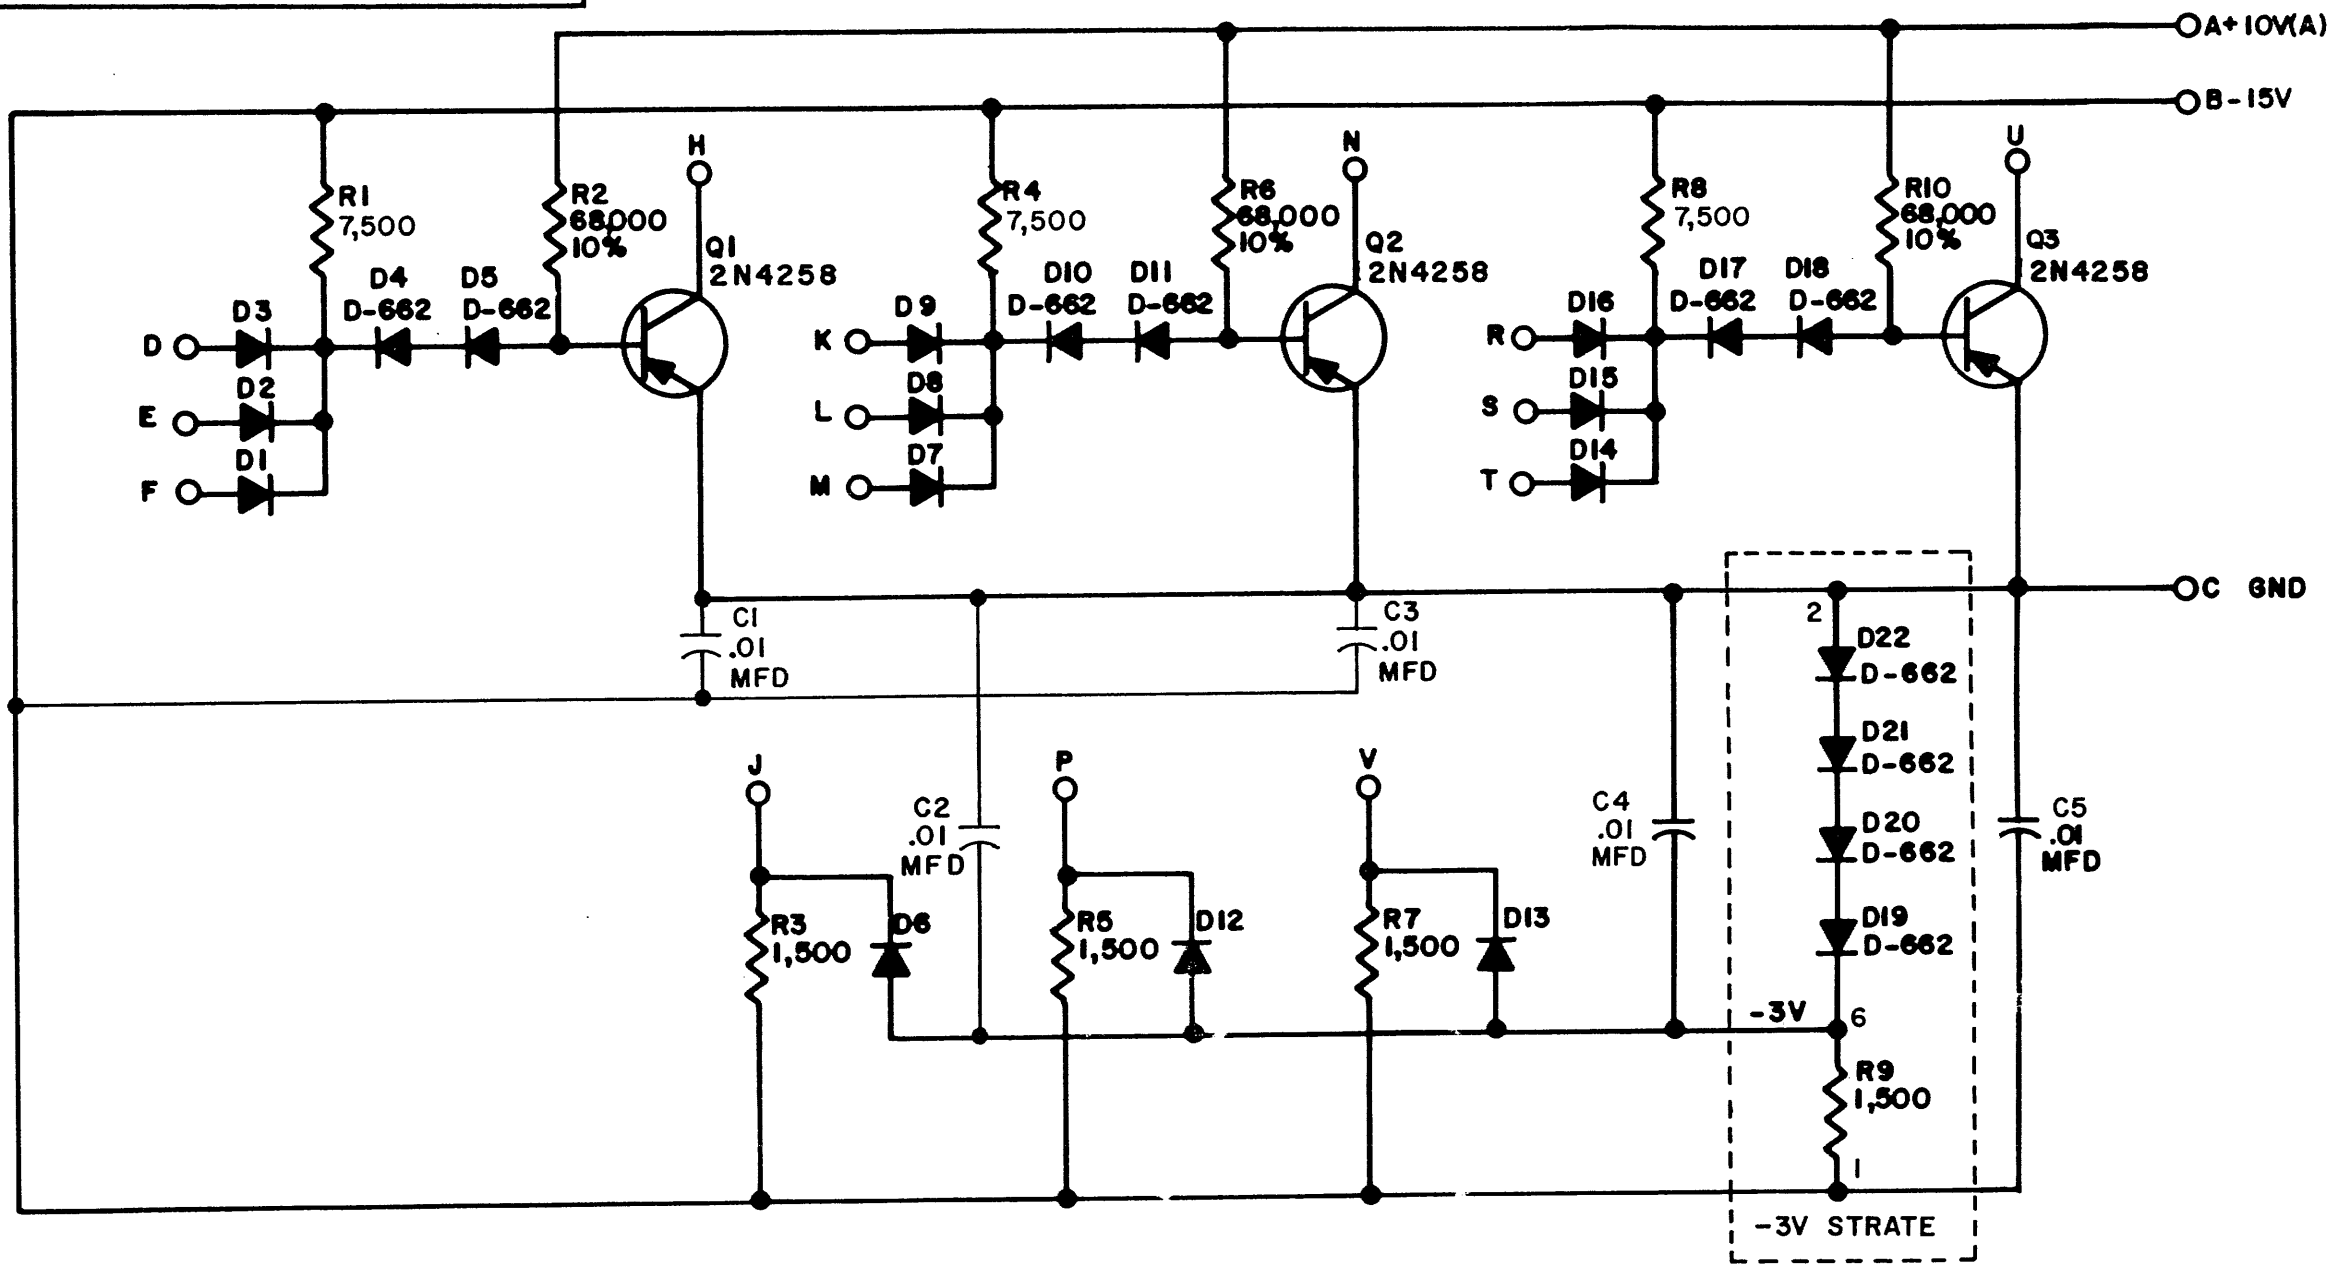 A+10V(A)
B-15V
H
N
U
R1
7,500
R2
68,000
10%
Q1
2N4258
R4
7,500
R6
68,000
10%
Q2
2N4258
R8
7,500
R10
68,000
10%
Q3
2N4258
D3
D4
D-662
D5
D-662
D
D2
E
D1
F
D9
D10
D-662
D11
D-662
K
D8
L
D7
M
D16
D17
D-662
D18
D-662
R
D15
S
D14
T
C GND
C1
.01
MFD
C3
.01
MFD
2
D22
D-662
D21
D-662
D20
D-662
D19
D-662
J
P
V
C2
.01
MFD
C4
.01
MFD
C5
.01
MFD
R3
1,500
D6
R5
1,500
D12
R7
1,500
D13
-3V
6
R9
1,500
1
-3V STRATE